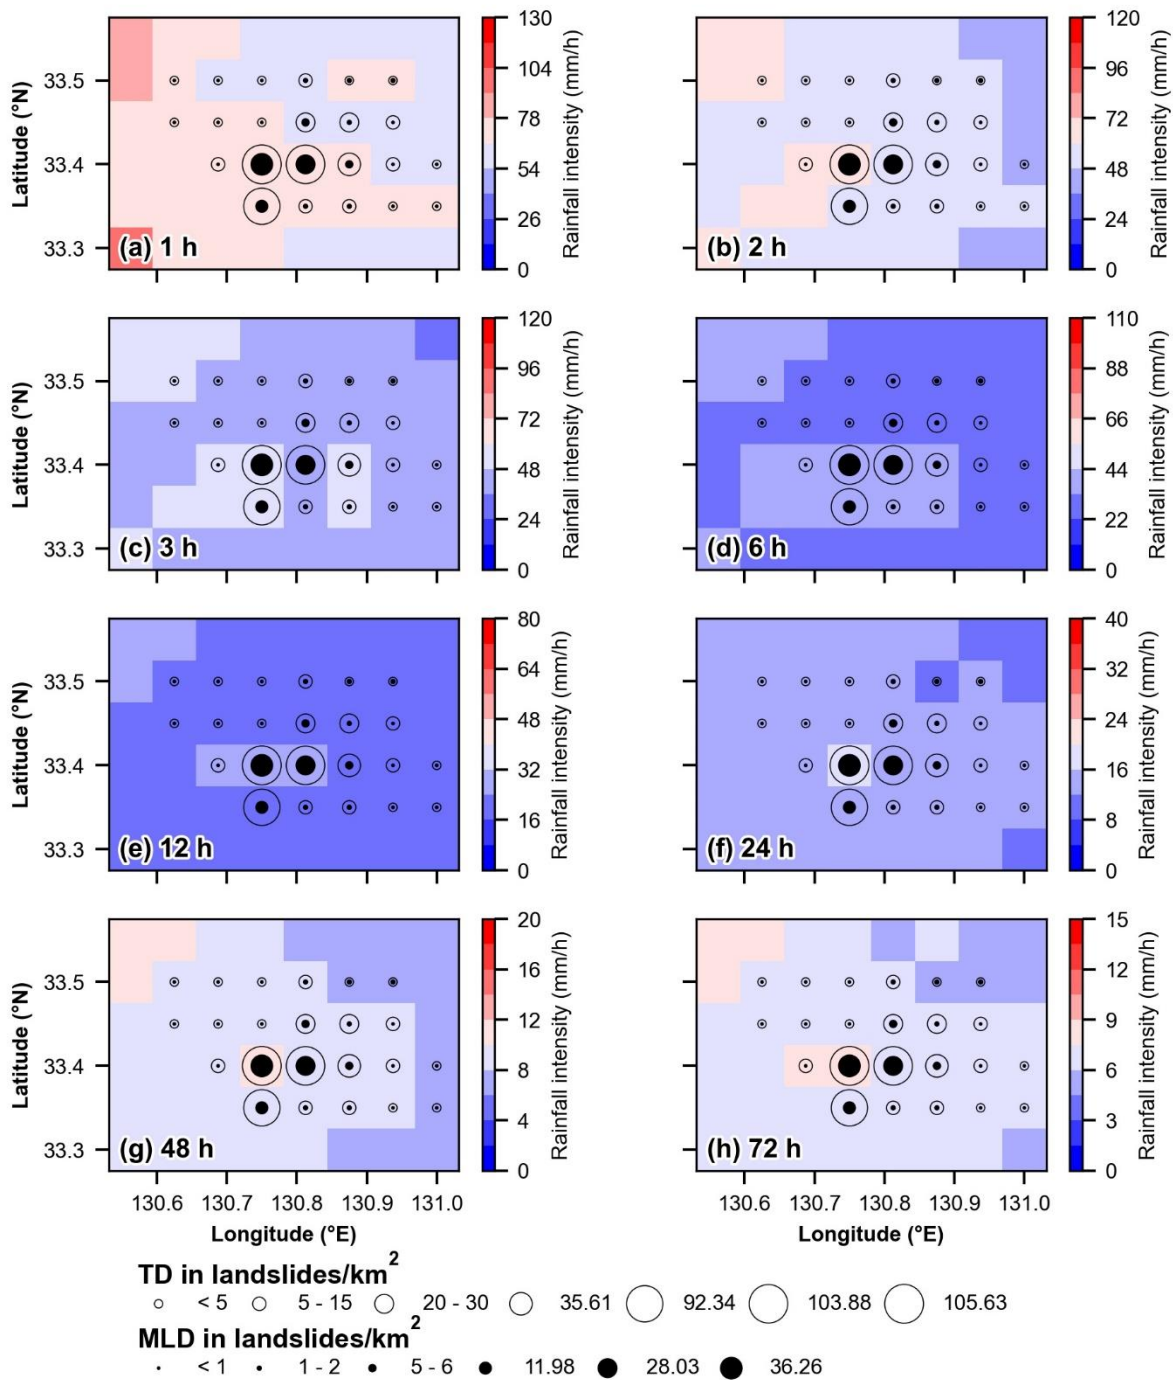 130
104
78
54
26
0
Rainfall intensity (mm/h)
33.5
33.4
33.3
Latitude (°N)
(a) 1 h
120
96
72
48
24
0
Rainfall intensity (mm/h)
(b) 2 h
120
96
72
48
24
0
Rainfall intensity (mm/h)
33.5
33.4
33.3
Latitude (°N)
(c) 3 h
110
88
66
44
22
0
Rainfall intensity (mm/h)
(d) 6 h
80
64
48
32
16
0
Rainfall intensity (mm/h)
33.5
33.4
33.3
Latitude (°N)
(e) 12 h
40
32
24
16
8
0
Rainfall intensity (mm/h)
(f) 24 h
20
16
12
8
4
0
Rainfall intensity (mm/h)
33.5
33.4
33.3
Latitude (°N)
(g) 48 h
130.6 130.7 130.8 130.9 131.0
Longitude (°E)
15
12
9
6
3
0
Rainfall intensity (mm/h)
(h) 72 h
130.6 130.7 130.8 130.9 131.0
Longitude (°E)
TD in landslides/km²
< 5 5 - 15 20 - 30 35.61 92.34 103.88 105.63
MLD in landslides/km²
< 1 1 - 2 5 - 6 11.98 28.03 36.26